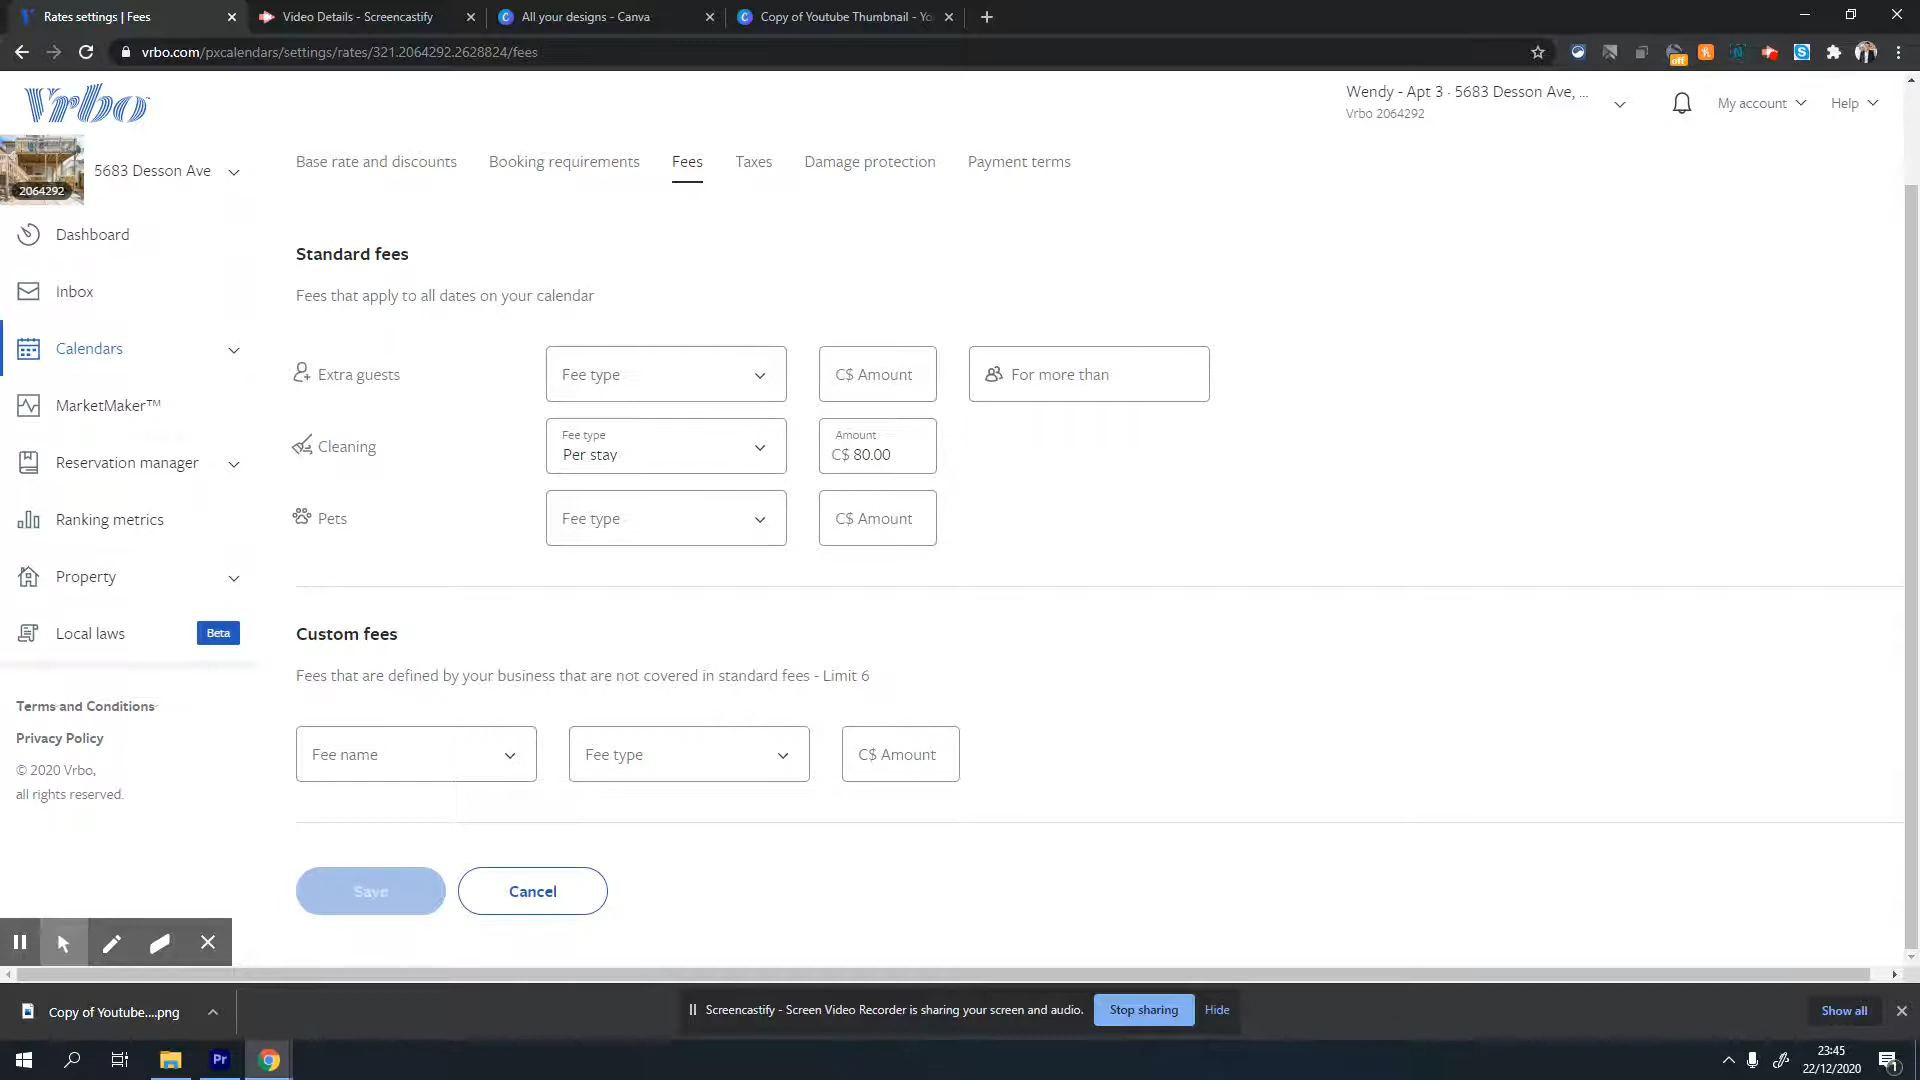 Rates settings | Fees
Video Details - Screencastify
All your designs - Canva
Copy of Youtube Thumbnail - Yo
vrbo.com/pxcalendars/settings/rates/321.2064292.2628824/fees
off
Vrbo
Wendy - Apt 3 · 5683 Desson Ave, ...
Vrbo 2064292
My account
Help
2064292
5683 Desson Ave
Base rate and discounts
Booking requirements
Fees
Taxes
Damage protection
Payment terms
Dashboard
Inbox
Calendars
MarketMaker™
Reservation manager
Ranking metrics
Property
Local laws
Beta
Terms and Conditions
Privacy Policy
© 2020 Vrbo,
all rights reserved.
Standard fees
Fees that apply to all dates on your calendar
Extra guests
Fee type
C$ Amount
For more than
Cleaning
Fee type
Per stay
Amount
C$ 80.00
Pets
Fee type
C$ Amount
Custom fees
Fees that are defined by your business that are not covered in standard fees - Limit 6
Fee name
Fee type
C$ Amount
Save
Cancel
Copy of Youtube....png
Screencastify - Screen Video Recorder is sharing your screen and audio.
Stop sharing
Hide
Show all
Pr
23:45
22/12/2020
1